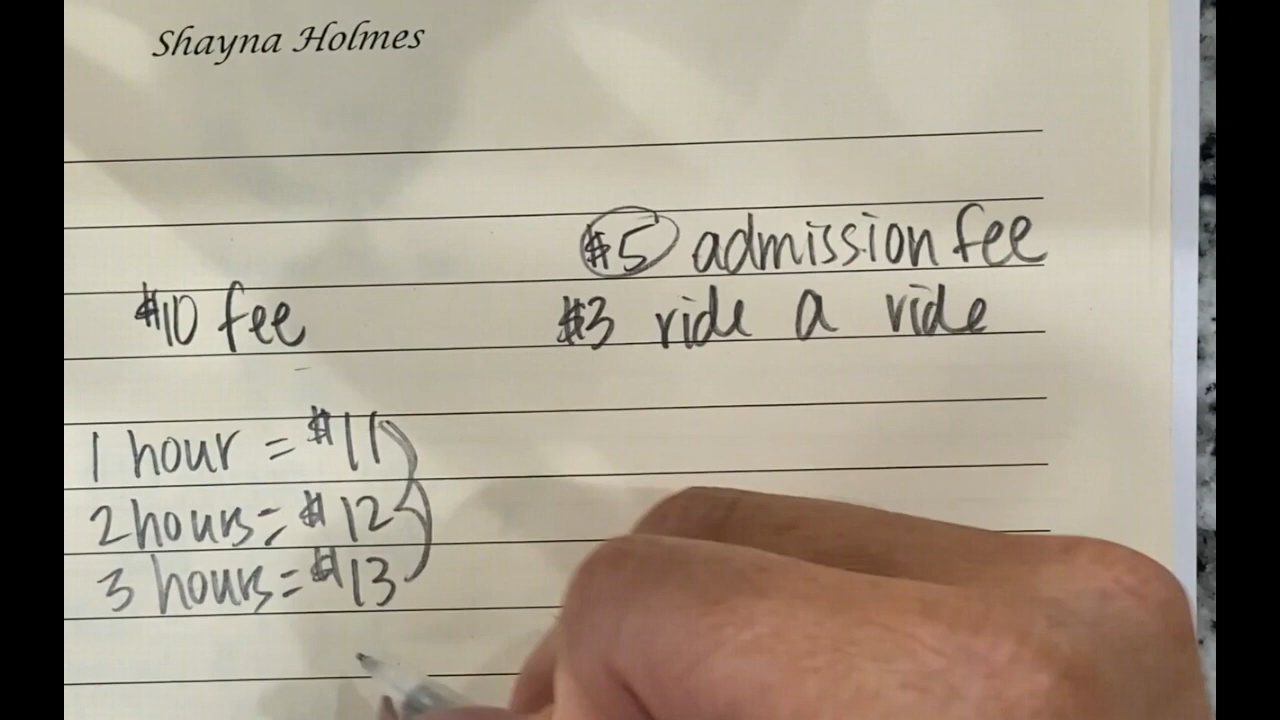 Shayna Holmes
$5 admission fee
$10 fee
$3 ride a ride
1 hour = $11
2 hours = $12
3 hours = $13